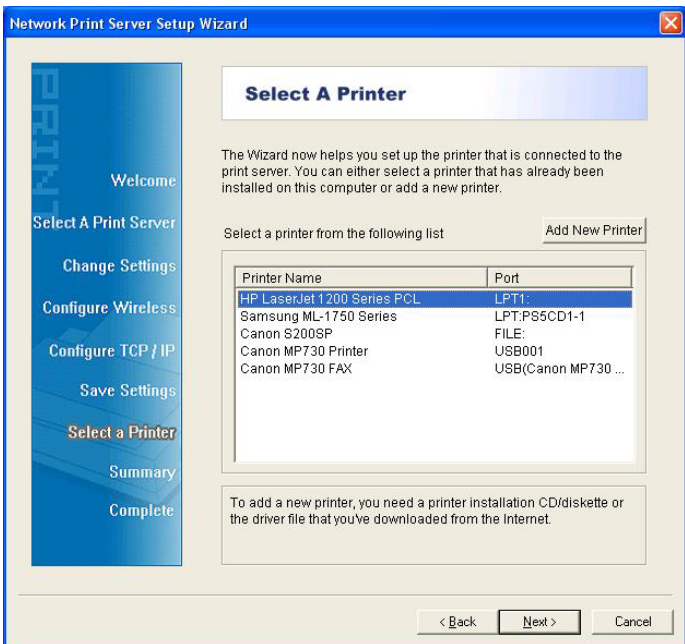 Network Print Server Setup Wizard
PRINT
Select A Printer
The Wizard now helps you set up the printer that is connected to the
print server. You can either select a printer that has already been
installed on this computer or add a new printer.
Welcome
Select A Print Server
Change Settings
Configure Wireless
Configure TCP / IP
Save Settings
Select a Printer
Summary
Complete
Select a printer from the following list
Add New Printer
Printer Name Port
HP LaserJet 1200 Series PCL LPT1:
Samsung ML-1750 Series LPT:PS5CD1-1
Canon S200SP FILE:
Canon MP730 Printer USB001
Canon MP730 FAX USB(Canon MP730 ...
To add a new printer, you need a printer installation CD/diskette or
the driver file that you've downloaded from the Internet.
< Back Next > Cancel